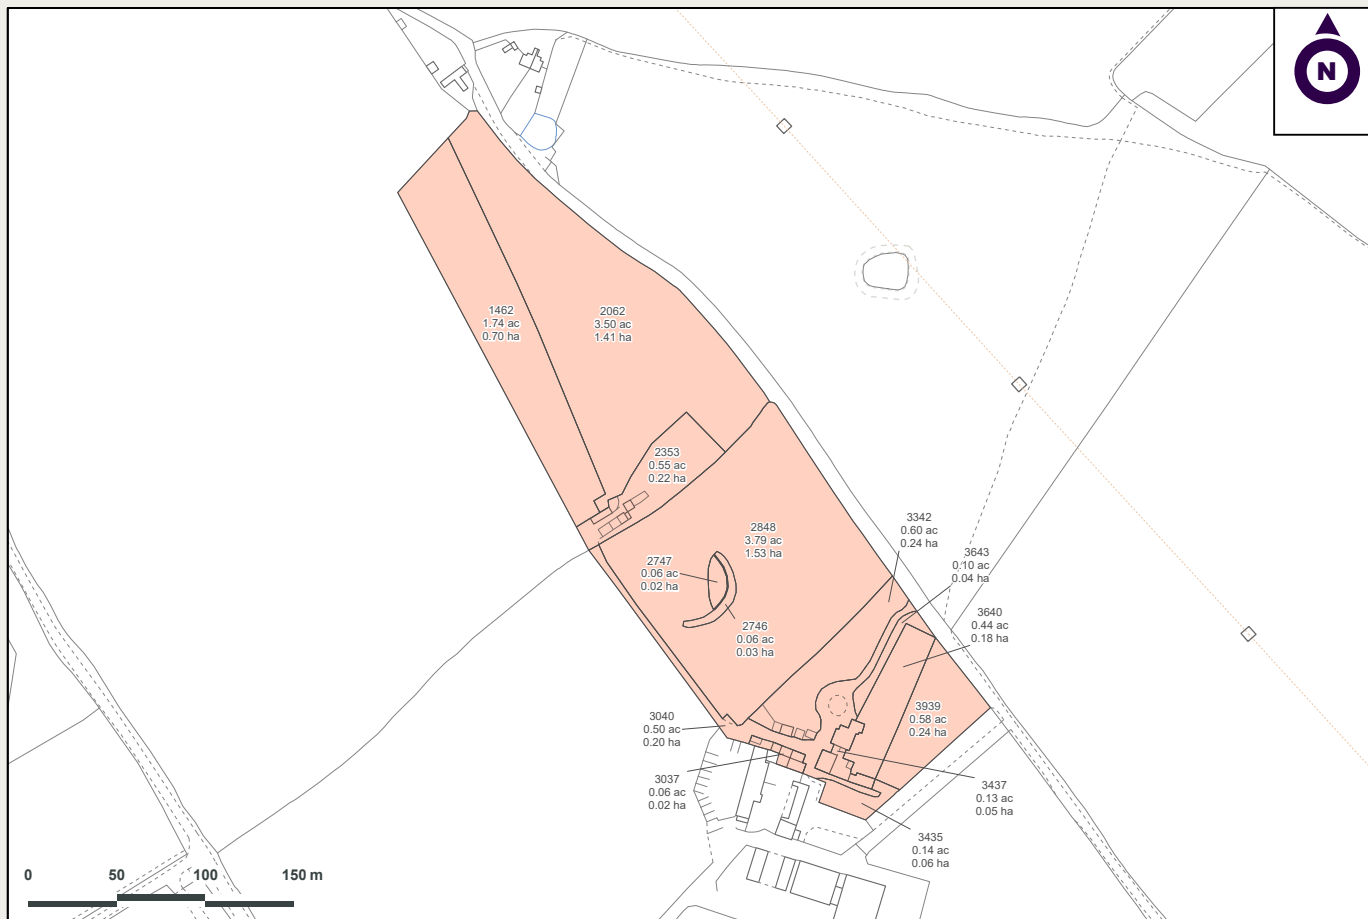 N
1462
1.74 ac
0.70 ha
2062
3.50 ac
1.41 ha
2353
0.55 ac
0.22 ha
2848
3.79 ac
1.53 ha
3342
0.60 ac
0.24 ha
3643
0.10 ac
0.04 ha
2747
0.06 ac
0.02 ha
3640
0.44 ac
0.18 ha
2746
0.06 ac
0.03 ha
3939
0.58 ac
0.24 ha
3040
0.50 ac
0.20 ha
3037
0.06 ac
0.02 ha
3437
0.13 ac
0.05 ha
3435
0.14 ac
0.06 ha
0 50 100 150 m